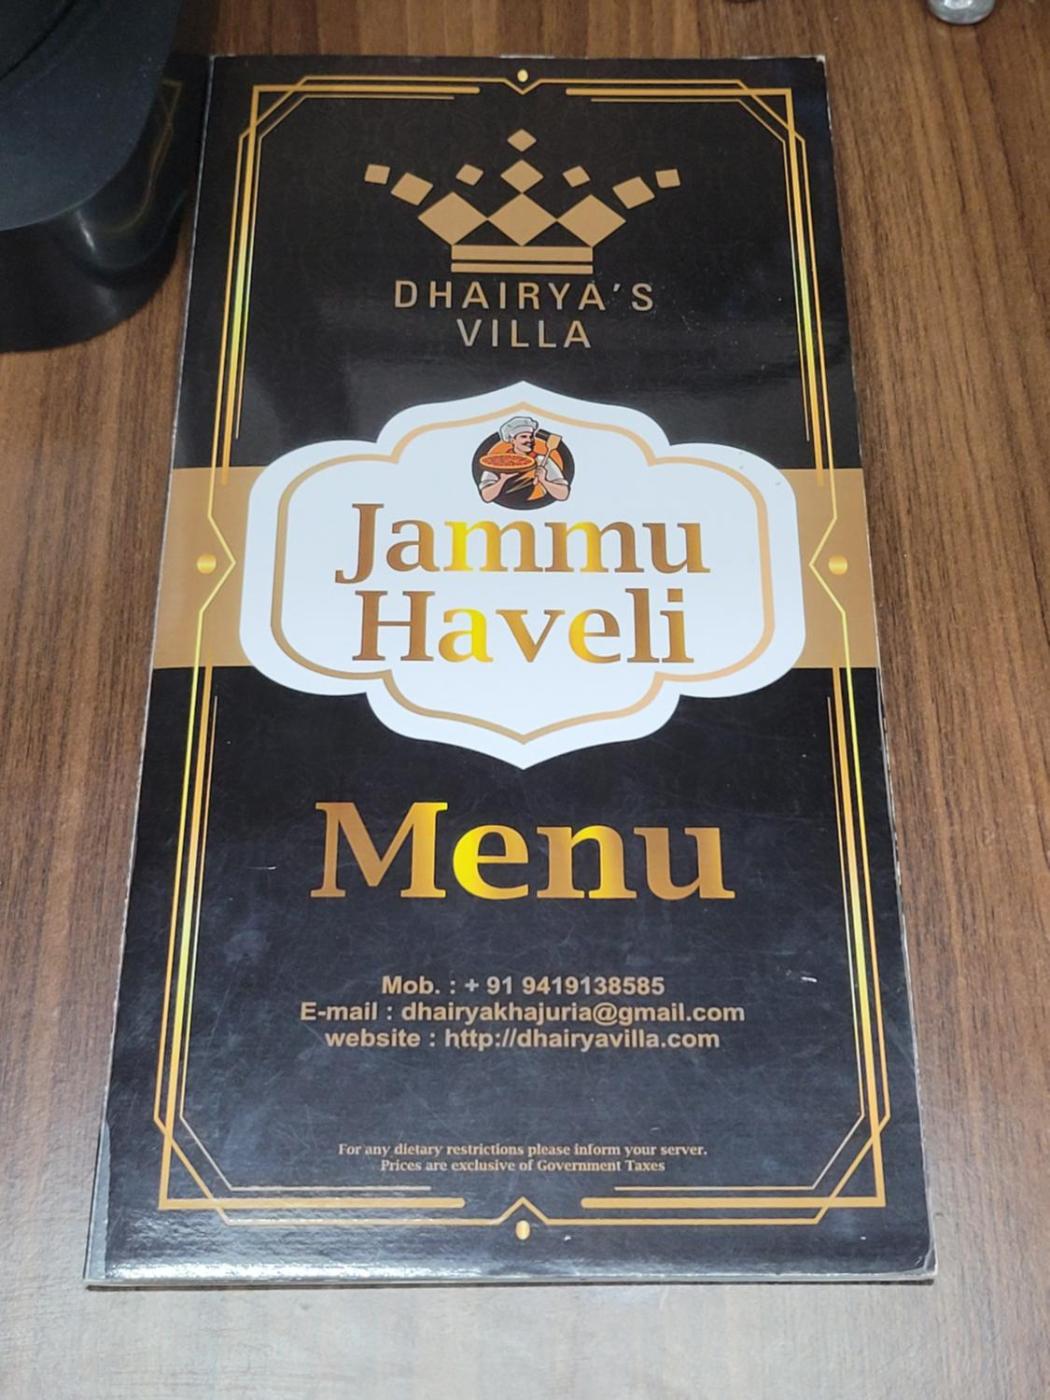 DHAIRYA'S
VILLA
Jammu
Haveli
Menu
Mob. : + 91 9419138585
E-mail : dhairyakhajuria@gmail.com
website : http://dhairyavilla.com
For any dietary restrictions please inform your server.
Prices are exclusive of Government Taxes